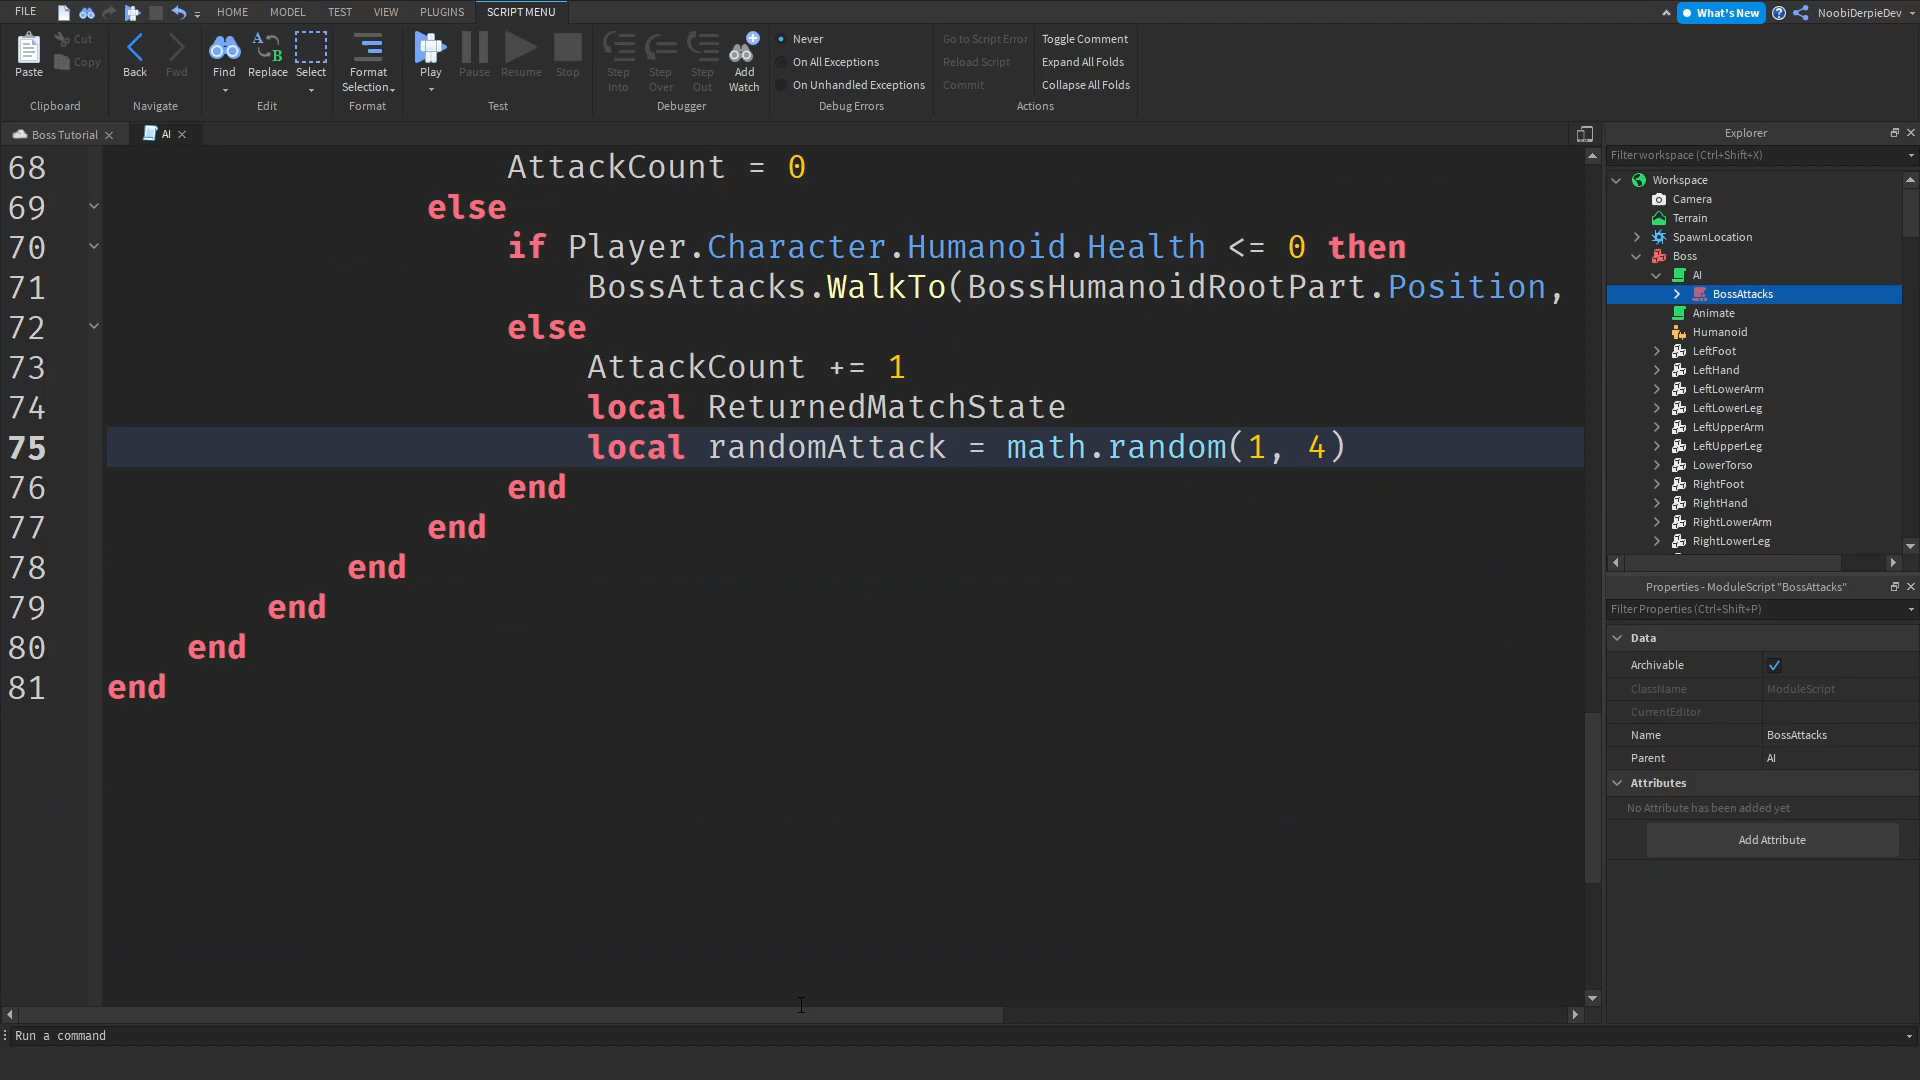 FILE HOME MODEL TEST VIEW PLUGINS SCRIPT MENU What's New NoobiDerpieDev
Paste Cut Copy Clipboard
Back Fwd Navigate
Find Replace Select Edit
Format Selection Format
Play Pause Resume Stop Test
Step Into Step Over Step Out Add Watch Debugger
Never
On All Exceptions
On Unhandled Exceptions
Debug Errors
Go to Script Error Toggle Comment
Reload Script Expand All Folds
Commit Collapse All Folds
Actions
Boss Tutorial AI
68 AttackCount = 0
69 else
70 if Player.Character.Humanoid.Health <= 0 then
71 BossAttacks.WalkTo(BossHumanoidRootPart.Position,
72 else
73 AttackCount += 1
74 local ReturnedMatchState
75 local randomAttack = math.random(1, 4)
76 end
77 end
78 end
79 end
80 end
81 end
Run a command
Explorer
Filter workspace (Ctrl+Shift+X)
Workspace
Camera
Terrain
SpawnLocation
Boss
AI
BossAttacks
Animate
Humanoid
LeftFoot
LeftHand
LeftLowerArm
LeftLowerLeg
LeftUpperArm
LeftUpperLeg
LowerTorso
RightFoot
RightHand
RightLowerArm
RightLowerLeg
Properties - ModuleScript "BossAttacks"
Filter Properties (Ctrl+Shift+P)
Data
Archivable
ClassName ModuleScript
CurrentEditor
Name BossAttacks
Parent AI
Attributes
No Attribute has been added yet
Add Attribute